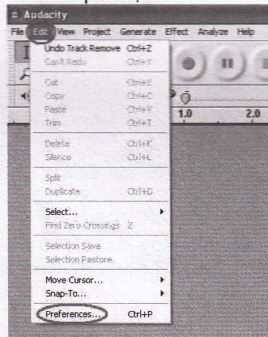 Audacity
File Edit View Project Generate Effect Analyze Help
Undo Track Remove Ctrl+Z
Can't Redo Ctrl+Y
Cut Ctrl+X
Copy Ctrl+C
Paste Ctrl+V
Trim Ctrl+T
1.0 2.0
Delete Ctrl+K
Silence Ctrl+L
Split
Duplicate Ctrl+D
Select...
Find Zero Crossings Z
Selection Save
Selection Restore
Move Cursor...
Snap-To...
Preferences... Ctrl+P